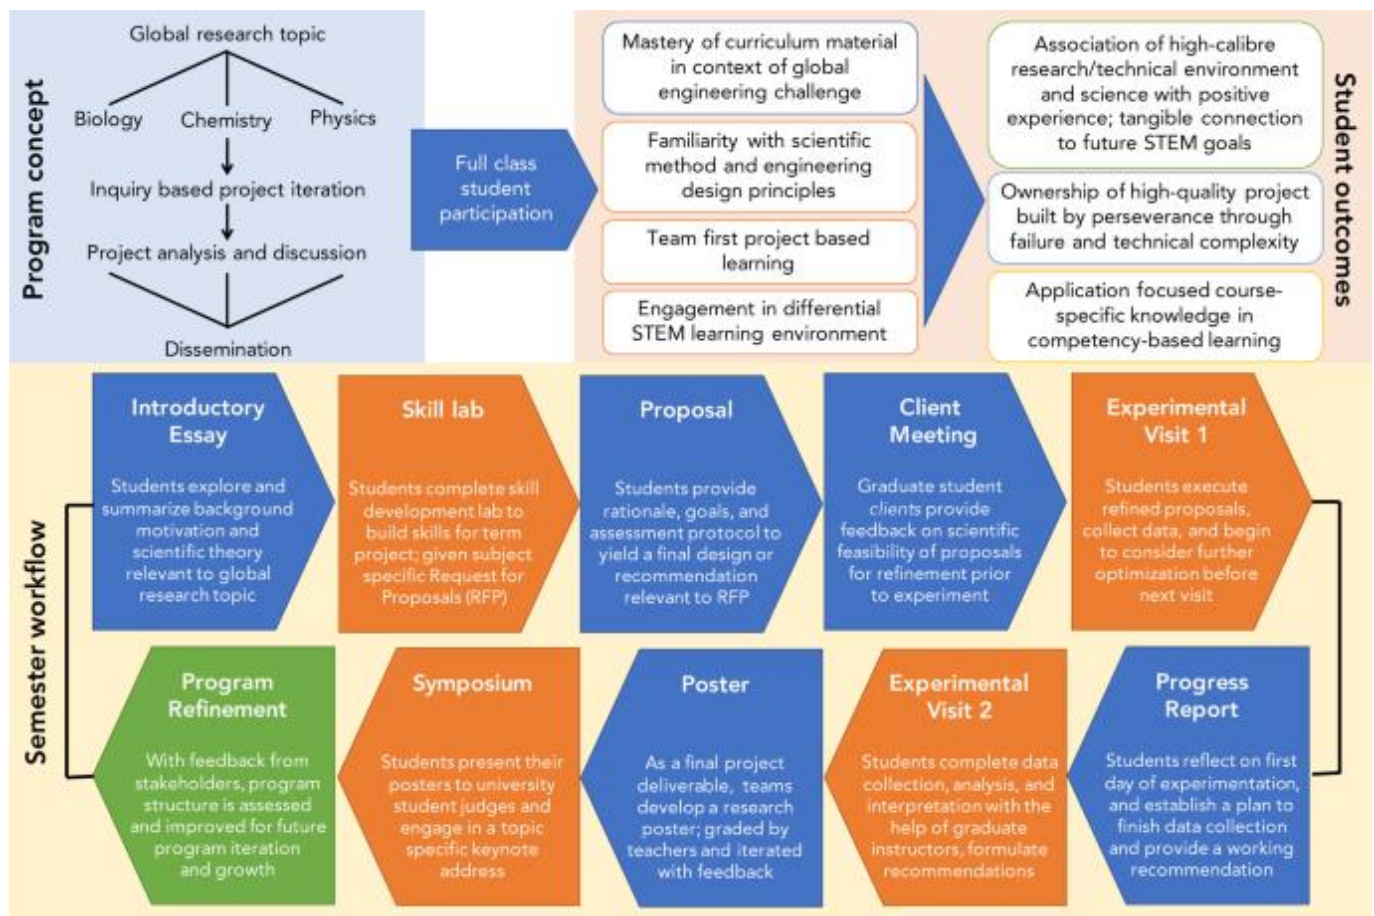 Program concept
Global research topic
Biology
Chemistry
Physics
Inquiry based project iteration
Project analysis and discussion
Dissemination
Full class
student
participation
Mastery of curriculum material
in context of global
engineering challenge
Familiarity with scientific
method and engineering
design principles
Team first project based
learning
Engagement in differential
STEM learning environment
Association of high-calibre
research/technical environment
and science with positive
experience; tangible connection
to future STEM goals
Ownership of high-quality project
built by perseverance through
failure and technical complexity
Application focused course-
specific knowledge in
competency-based learning
Student outcomes
Semester workflow
Introductory
Essay
Students explore and
summarize background
motivation and
scientific theory
relevant to global
research topic
Skill lab
Students complete skill
development lab to
build skills for term
project; given subject
specific Request for
Proposals (RFP)
Proposal
Students provide
rationale, goals, and
assessment protocol to
yield a final design or
recommendation
relevant to RFP
Client
Meeting
Graduate student
clients provide
feedback on scientific
feasibility of proposals
for refinement prior
to experiment
Experimental
Visit 1
Students execute
refined proposals,
collect data, and begin
to consider further
optimization before
next visit
Progress
Report
Students reflect on first
day of experimentation,
and establish a plan to
finish data collection
and provide a working
recommendation
Experimental
Visit 2
Students complete data
collection, analysis, and
interpretation with the
help of graduate
instructors, formulate
recommendations
Poster
As a final project
deliverable, teams
develop a research
poster; graded by
teachers and iterated
with feedback
Symposium
Students present their
posters to university
student judges and
engage in a topic
specific keynote
address
Program
Refinement
With feedback from
stakeholders, program
structure is assessed
and improved for future
program iteration
and growth